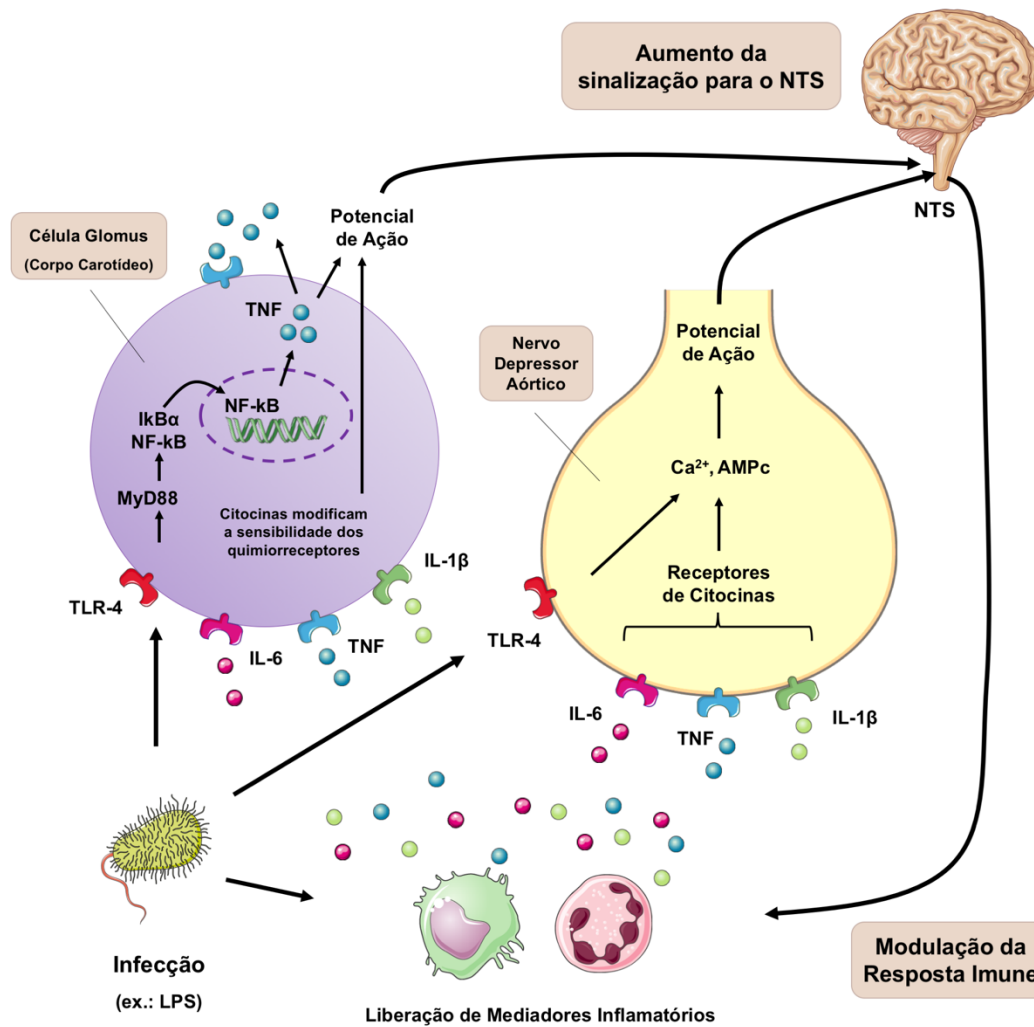 Aumento da
sinalização para o NTS
NTS
Célula Glomus
(Corpo Carotídeo)
Potencial
de Ação
TNF
NF-kB
IkBα
NF-kB
MyD88
Citocinas modificam
a sensibilidade dos
quimiorreceptores
TLR-4
IL-6
TNF
IL-1β
Nervo
Depressor
Aórtico
Potencial
de Ação
Ca²⁺, AMPc
Receptores
de Citocinas
TLR-4
IL-6
TNF
IL-1β
Infecção
(ex.: LPS)
Liberação de Mediadores Inflamatórios
Modulação da
Resposta Imune